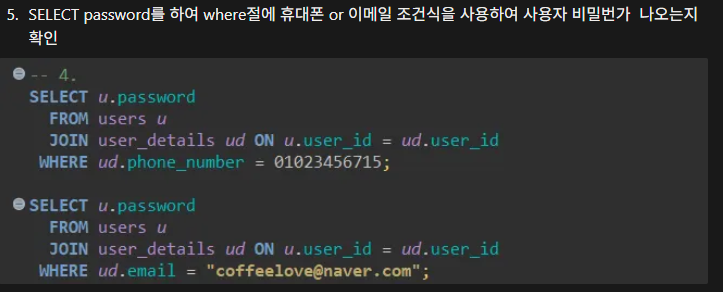 5. SELECT password를 하여 where절에 휴대폰 or 이메일 조건식을 사용하여 사용자 비밀번가 나오는지
확인
-- 4.
SELECT u.password
FROM users u
JOIN user_details ud ON u.user_id = ud.user_id
WHERE ud.phone_number = 01023456715;
SELECT u.password
FROM users u
JOIN user_details ud ON u.user_id = ud.user_id
WHERE ud.email = "coffeelove@naver.com";